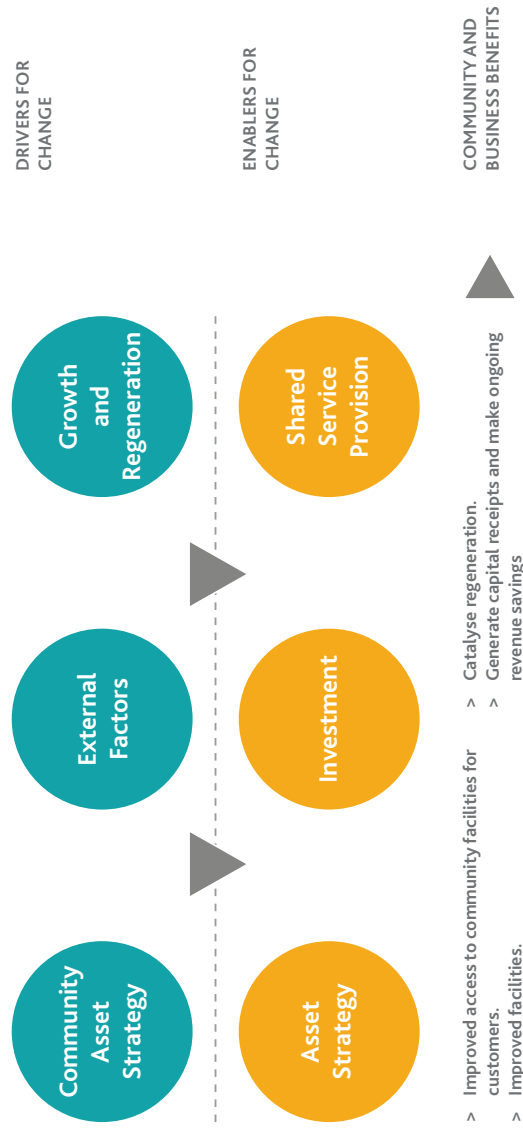 Community
Asset
Strategy
External
Factors
Growth
and
Regeneration
DRIVERS FOR
CHANGE
Asset
Strategy
Investment
Shared
Service
Provision
ENABLERS FOR
CHANGE
> Improved access to community facilities for
customers.
> Improved facilities.
> Catalyse regeneration.
> Generate capital receipts and make ongoing
revenue savings
COMMUNITY AND
BUSINESS BENEFITS